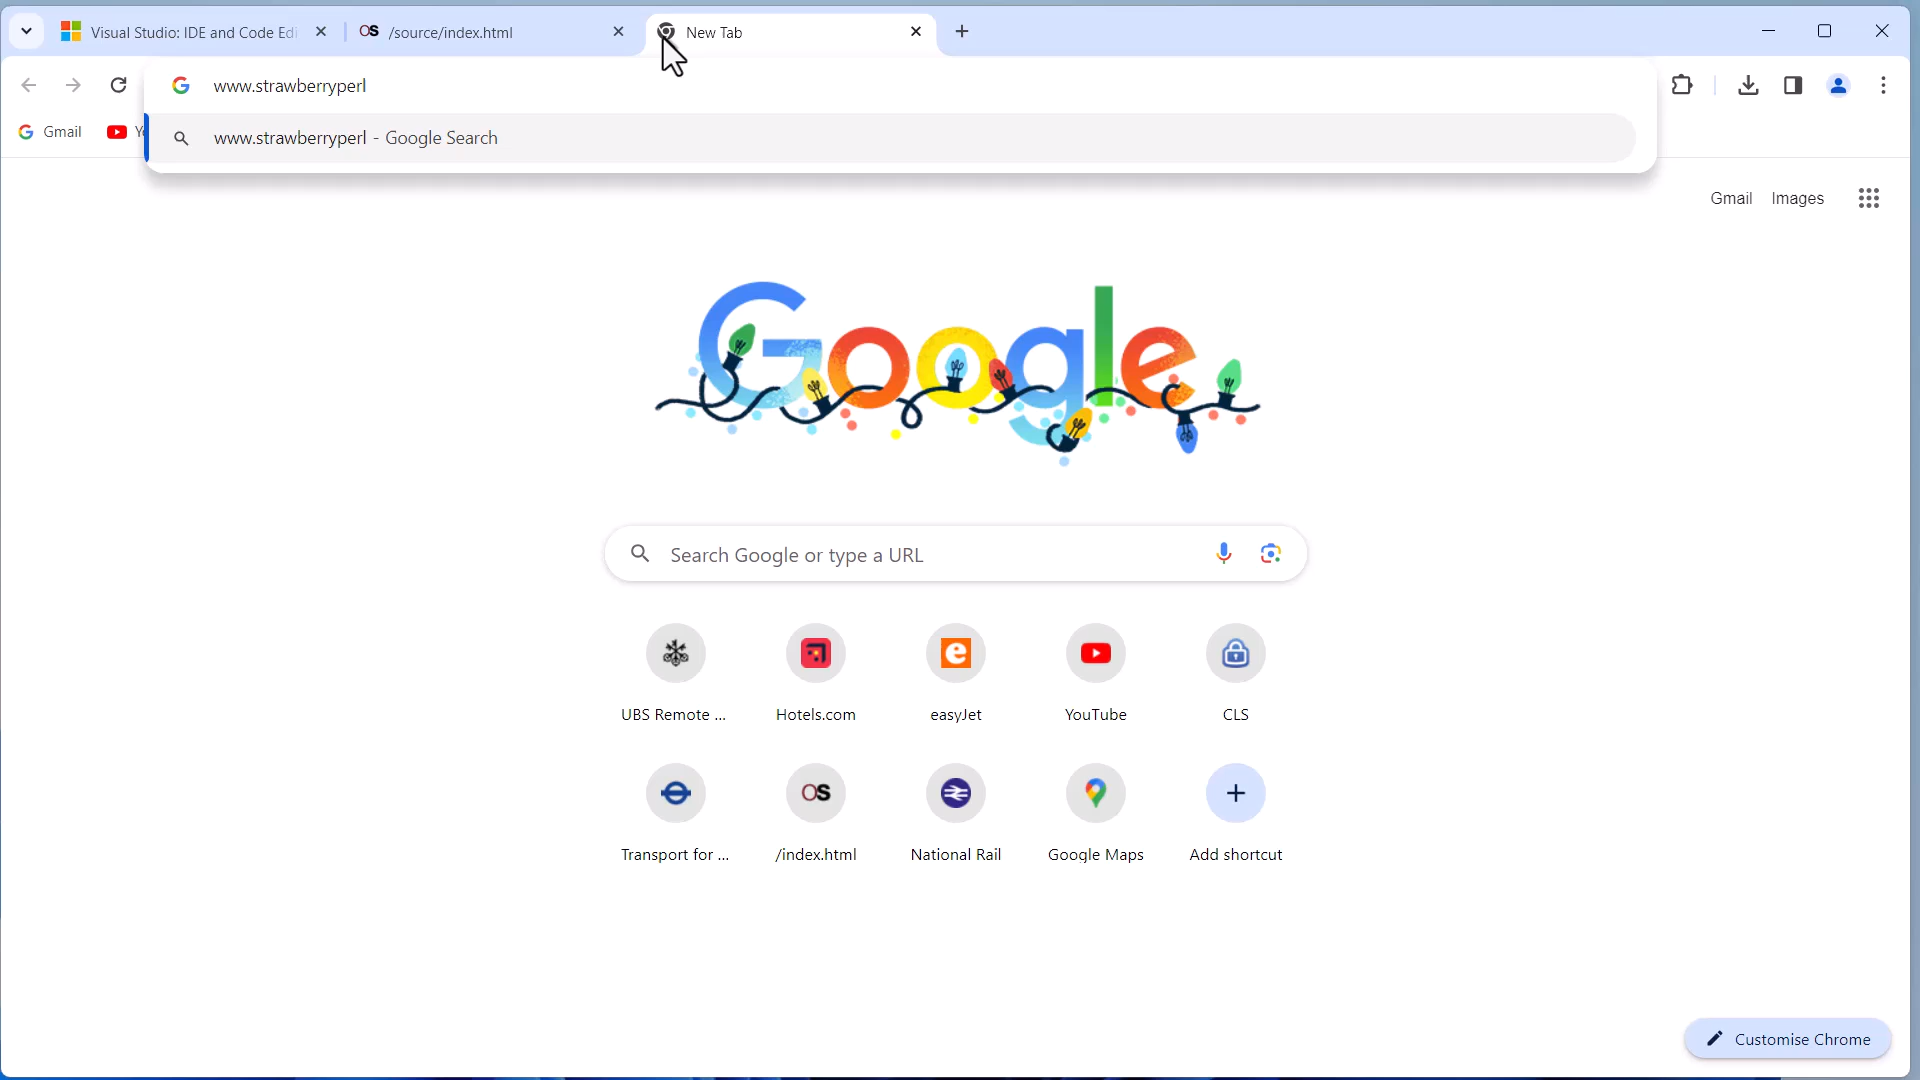 Visual Studio: IDE and Code Edi
OS
/source/index.html
New Tab
www.strawberryperl
www.strawberryperl - Google Search
Gmail
Gmail
Images
Google
Search Google or type a URL
UBS Remote ...
Hotels.com
easyJet
YouTube
CLS
OS
Transport for ...
/index.html
National Rail
Google Maps
Add shortcut
Customise Chrome